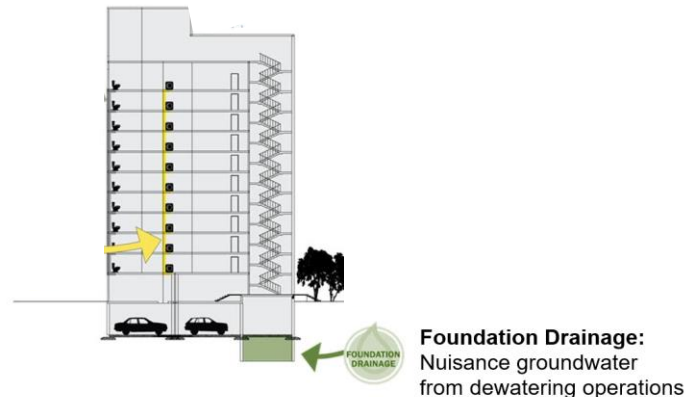 FOUNDATION
DRAINAGE
Foundation Drainage:
Nuisance groundwater
from dewatering operations